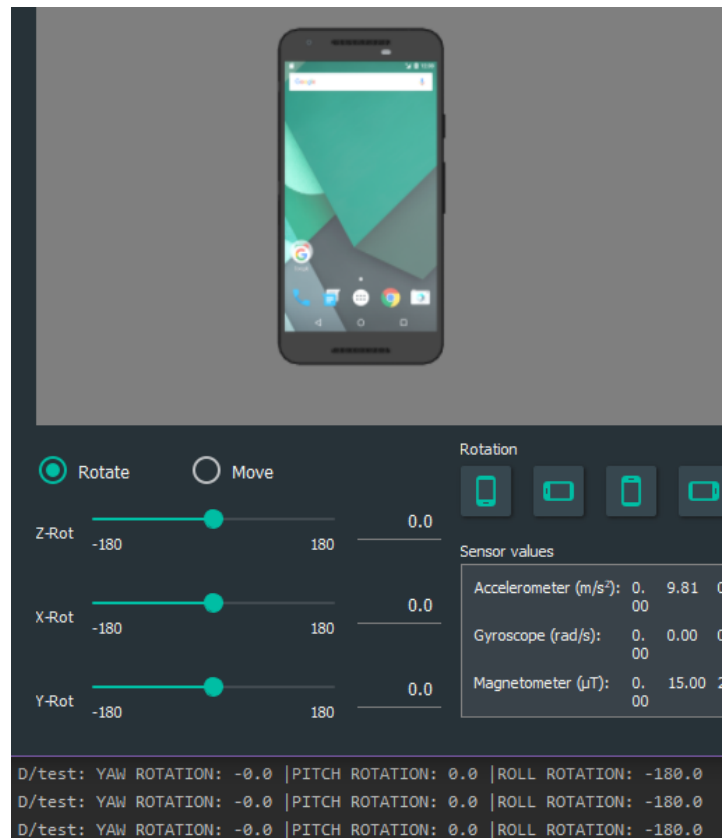 Google
Rotate
Move
Z-Rot
-180
180
0.0
X-Rot
-180
180
0.0
Y-Rot
-180
180
0.0
Rotation
Sensor values
Accelerometer (m/s²): 0.00 9.81 0
Gyroscope (rad/s): 0.00 0.00 0
Magnetometer (μT): 0.00 15.00 2
D/test: YAW ROTATION: -0.0 |PITCH ROTATION: 0.0 |ROLL ROTATION: -180.0
D/test: YAW ROTATION: -0.0 |PITCH ROTATION: 0.0 |ROLL ROTATION: -180.0
D/test: YAW ROTATION: -0.0 |PITCH ROTATION: 0.0 |ROLL ROTATION: -180.0